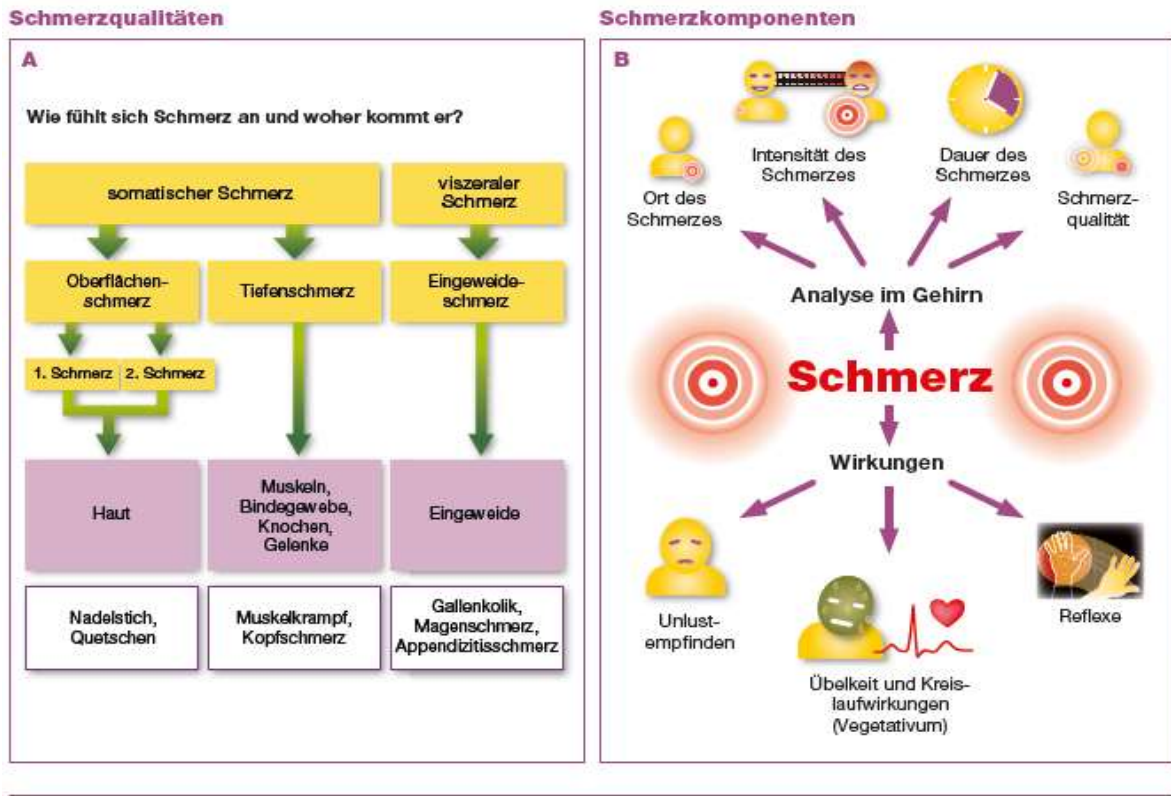 Schmerzqualitäten
A
Wie fühlt sich Schmerz an und woher kommt er?
somatischer Schmerz
viszeraler
Schmerz
Oberflächen-
schmerz
Tiefenschmerz
Eingeweide-
schmerz
1. Schmerz
2. Schmerz
Haut
Muskeln,
Bindegewebe,
Knochen,
Gelenke
Eingeweide
Nadelstich,
Quetschen
Muskelkrampf,
Kopfschmerz
Gallenkolik,
Magenschmerz,
Appendizitisschmerz
Schmerzkomponenten
B
Ort des
Schmerzes
Intensität des
Schmerzes
Dauer des
Schmerzes
Schmerz-
qualität
Analyse im Gehirn
Schmerz
Wirkungen
Unlust-
empfinden
Übelkeit und Kreis-
laufwirkungen
(Vegetativum)
Reflexe